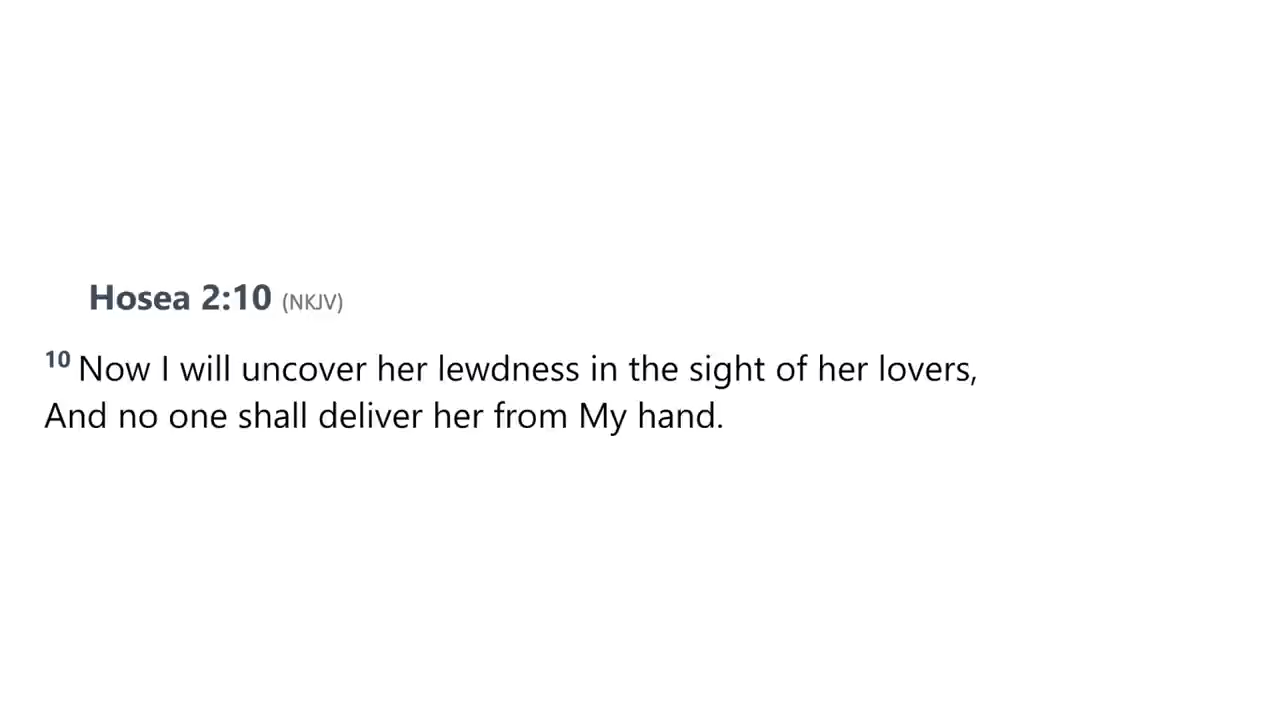 Hosea 2:10 (NKJV)
10 Now I will uncover her lewdness in the sight of her lovers,
And no one shall deliver her from My hand.